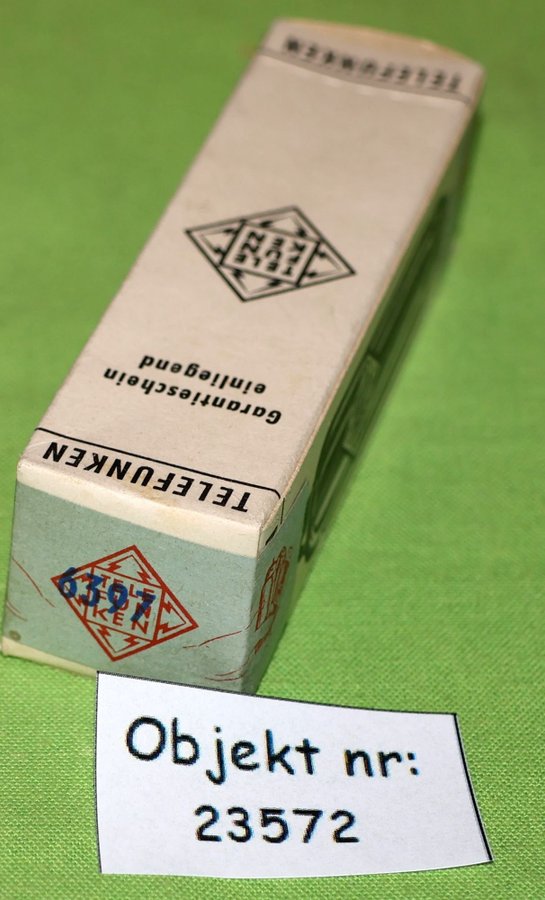 TELEFUNKEN
Garantieschein
einliegend
TELE
FUN
KEN
TELEFUNKEN
TELE
FUN
KEN
6397
Objekt nr:
23572